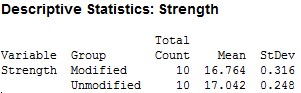 Descriptive Statistics: Strength
Total
Variable Group Count Mean StDev
Strength Modified 10 16.764 0.316
Unmodified 10 17.042 0.248